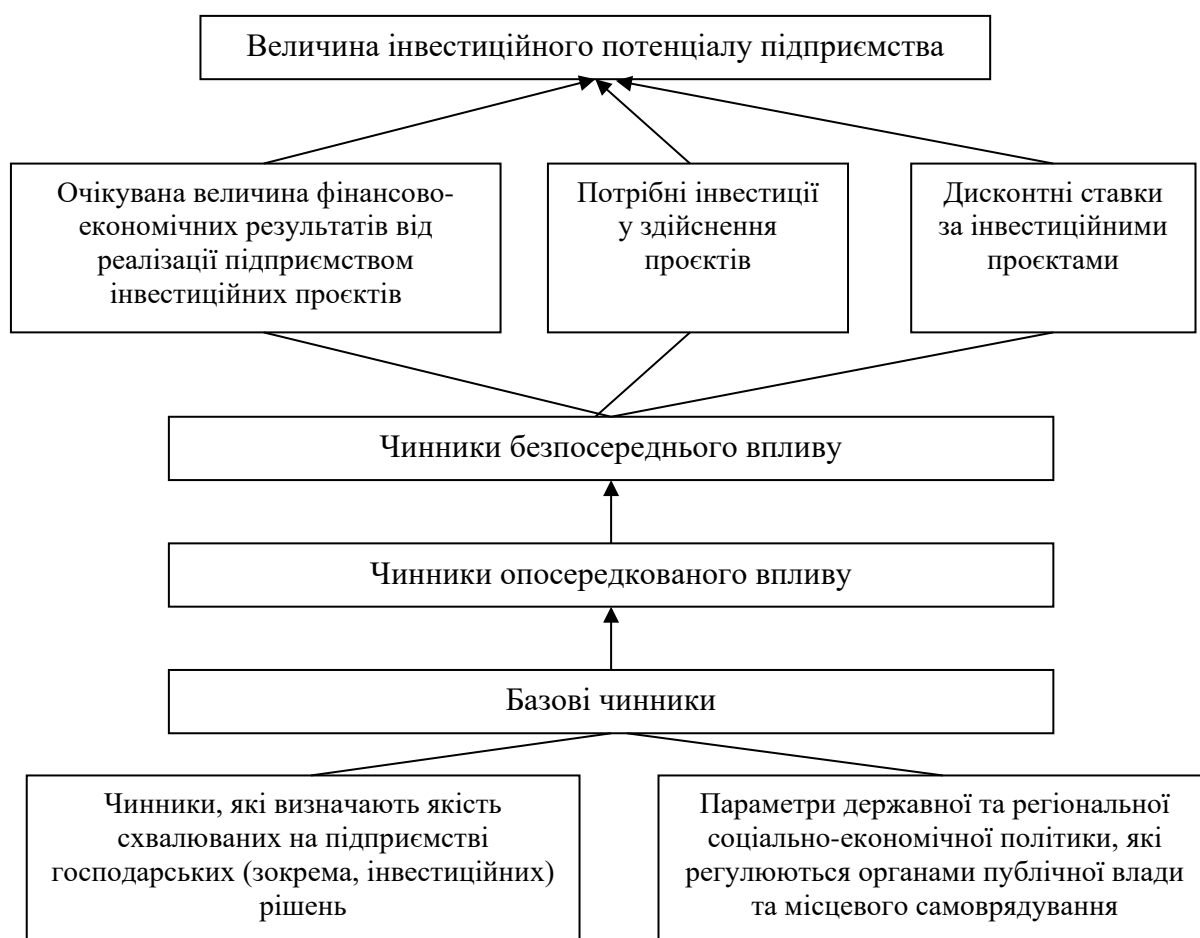 Величина інвестиційного потенціалу підприємства
Очікувана величина фінансово-
економічних результатів від
реалізації підприємством
інвестиційних проєктів
Потрібні інвестиції
у здійснення
проєктів
Дисконтні ставки
за інвестиційними
проєктами
Чинники безпосереднього впливу
Чинники опосередкованого впливу
Базові чинники
Чинники, які визначають якість
схвалюваних на підприємстві
господарських (зокрема, інвестиційних)
рішень
Параметри державної та регіональної
соціально-економічної політики, які
регулюються органами публічної влади
та місцевого самоврядування